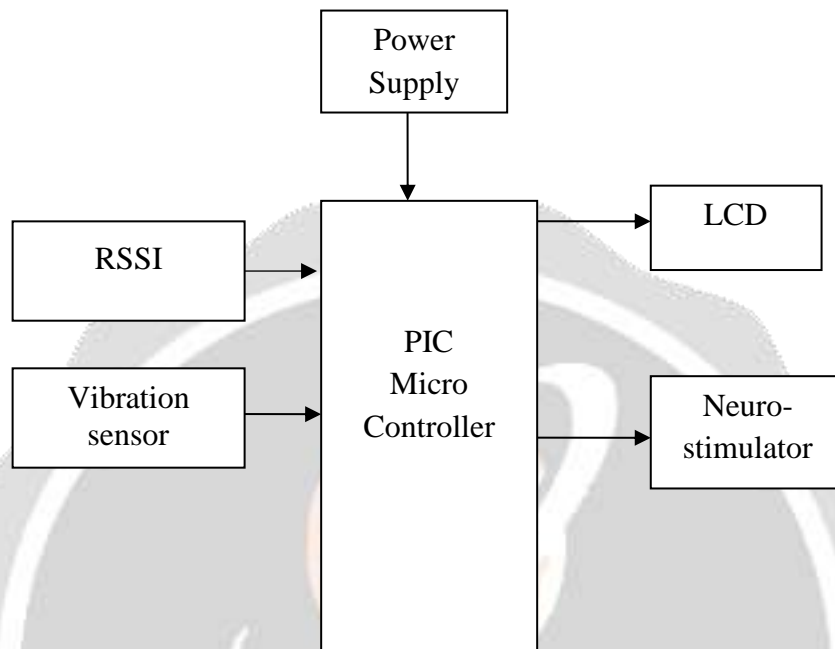 Power
Supply
RSSI
LCD
PIC
Micro
Controller
Vibration
sensor
Neuro-
stimulator